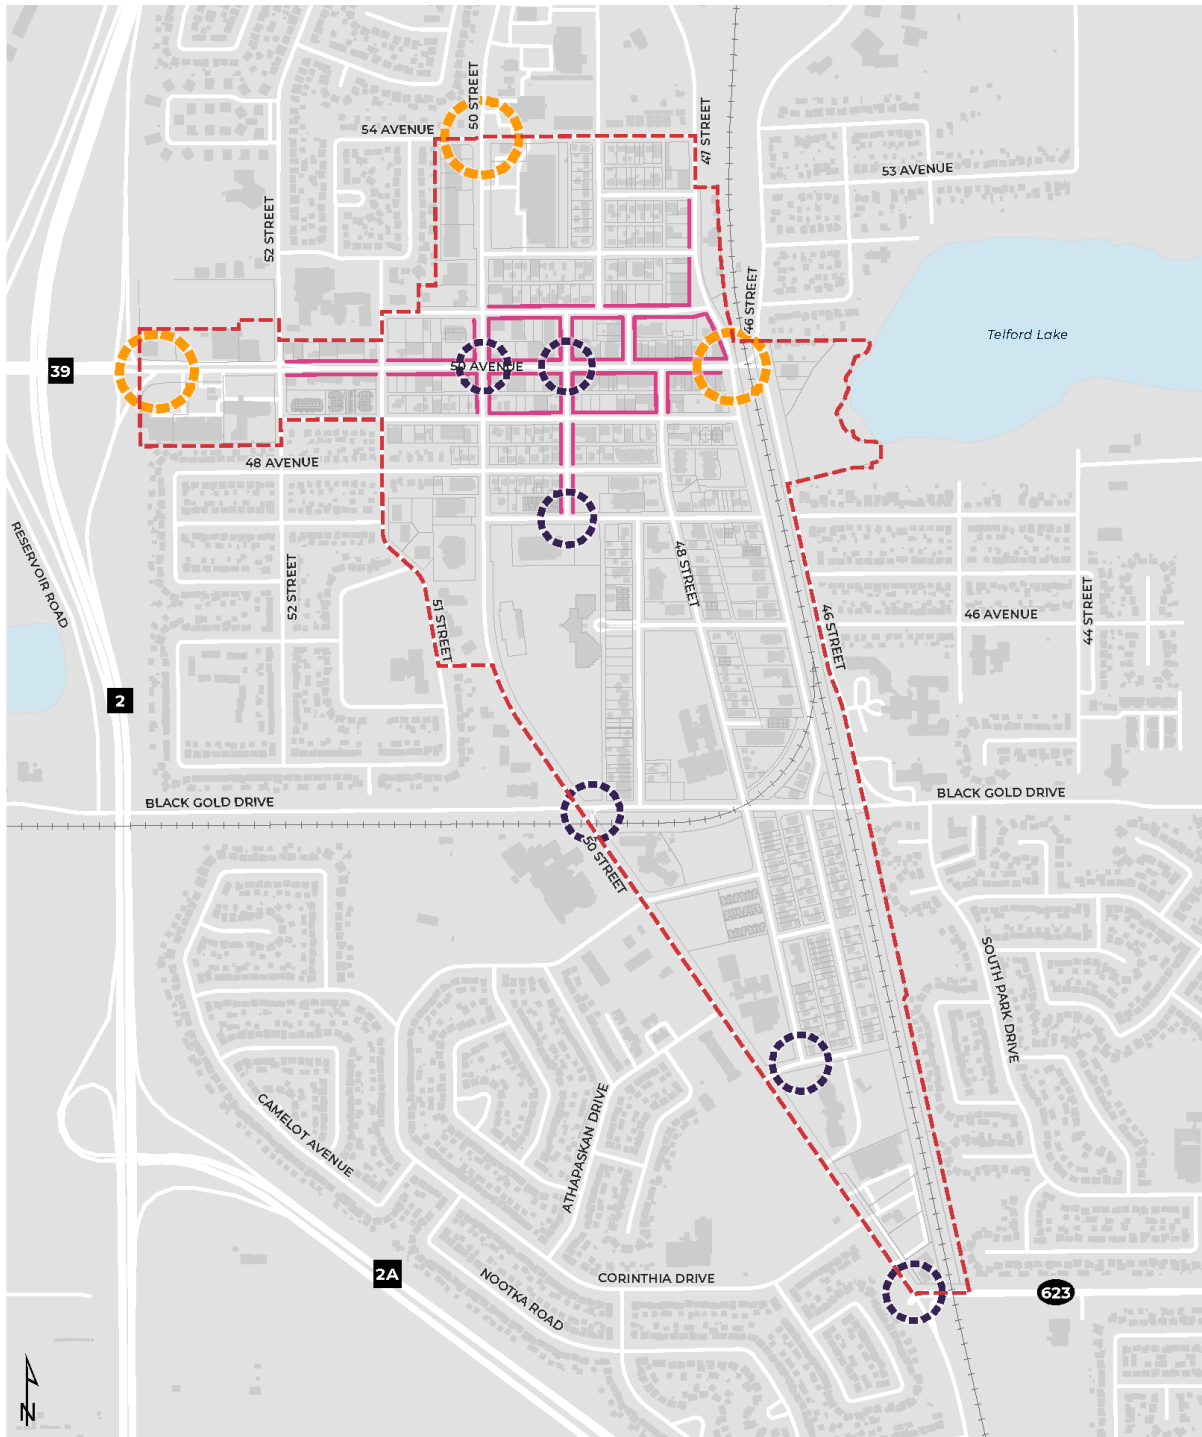 50 STREET
54 AVENUE
47 STREET
53 AVENUE
52 STREET
46 STREET
Telford Lake
39
50 AVENUE
48 AVENUE
RESERVOIR ROAD
52 STREET
48 STREET
51 STREET
46 STREET
46 AVENUE
44 STREET
2
BLACK GOLD DRIVE
BLACK GOLD DRIVE
50 STREET
SOUTH PARK DRIVE
CAMELOT AVENUE
ATHAPASKAN DRIVE
2A
NOOTKA ROAD
CORINTHIA DRIVE
623
N